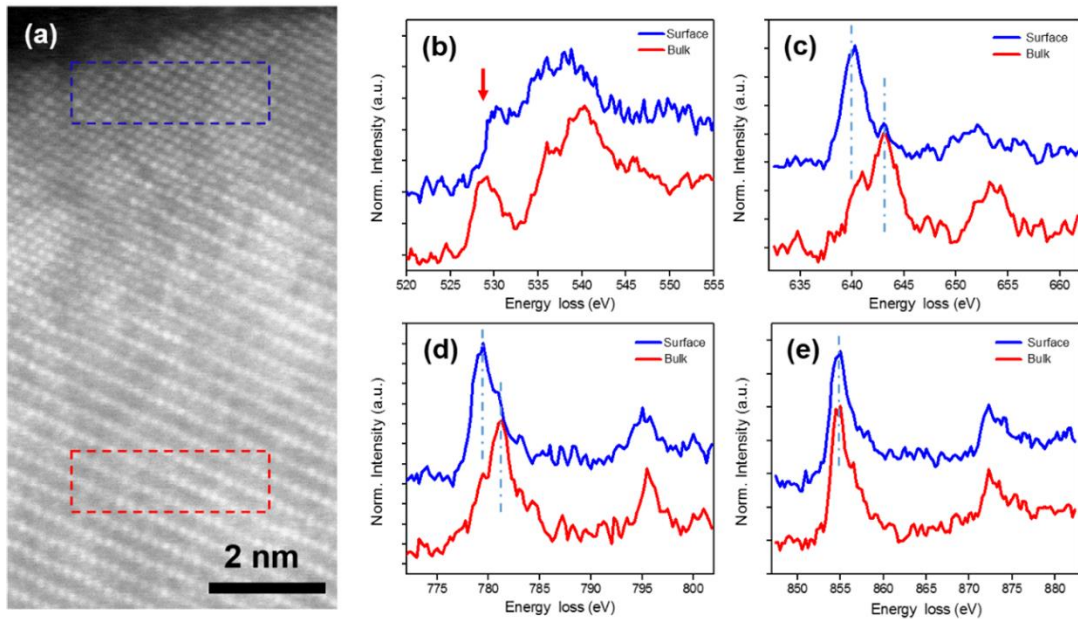 (a)
2 nm
(b)
Surface
Bulk
Norm. Intensity (a.u.)
520 525 530 535 540 545 550 555
Energy loss (eV)
(c)
Surface
Bulk
Norm. Intensity (a.u.)
635 640 645 650 655 660
Energy loss (eV)
(d)
Surface
Bulk
Norm. Intensity (a.u.)
775 780 785 790 795 800
Energy loss (eV)
(e)
Surface
Bulk
Norm. Intensity (a.u.)
850 855 860 865 870 875 880
Energy loss (eV)